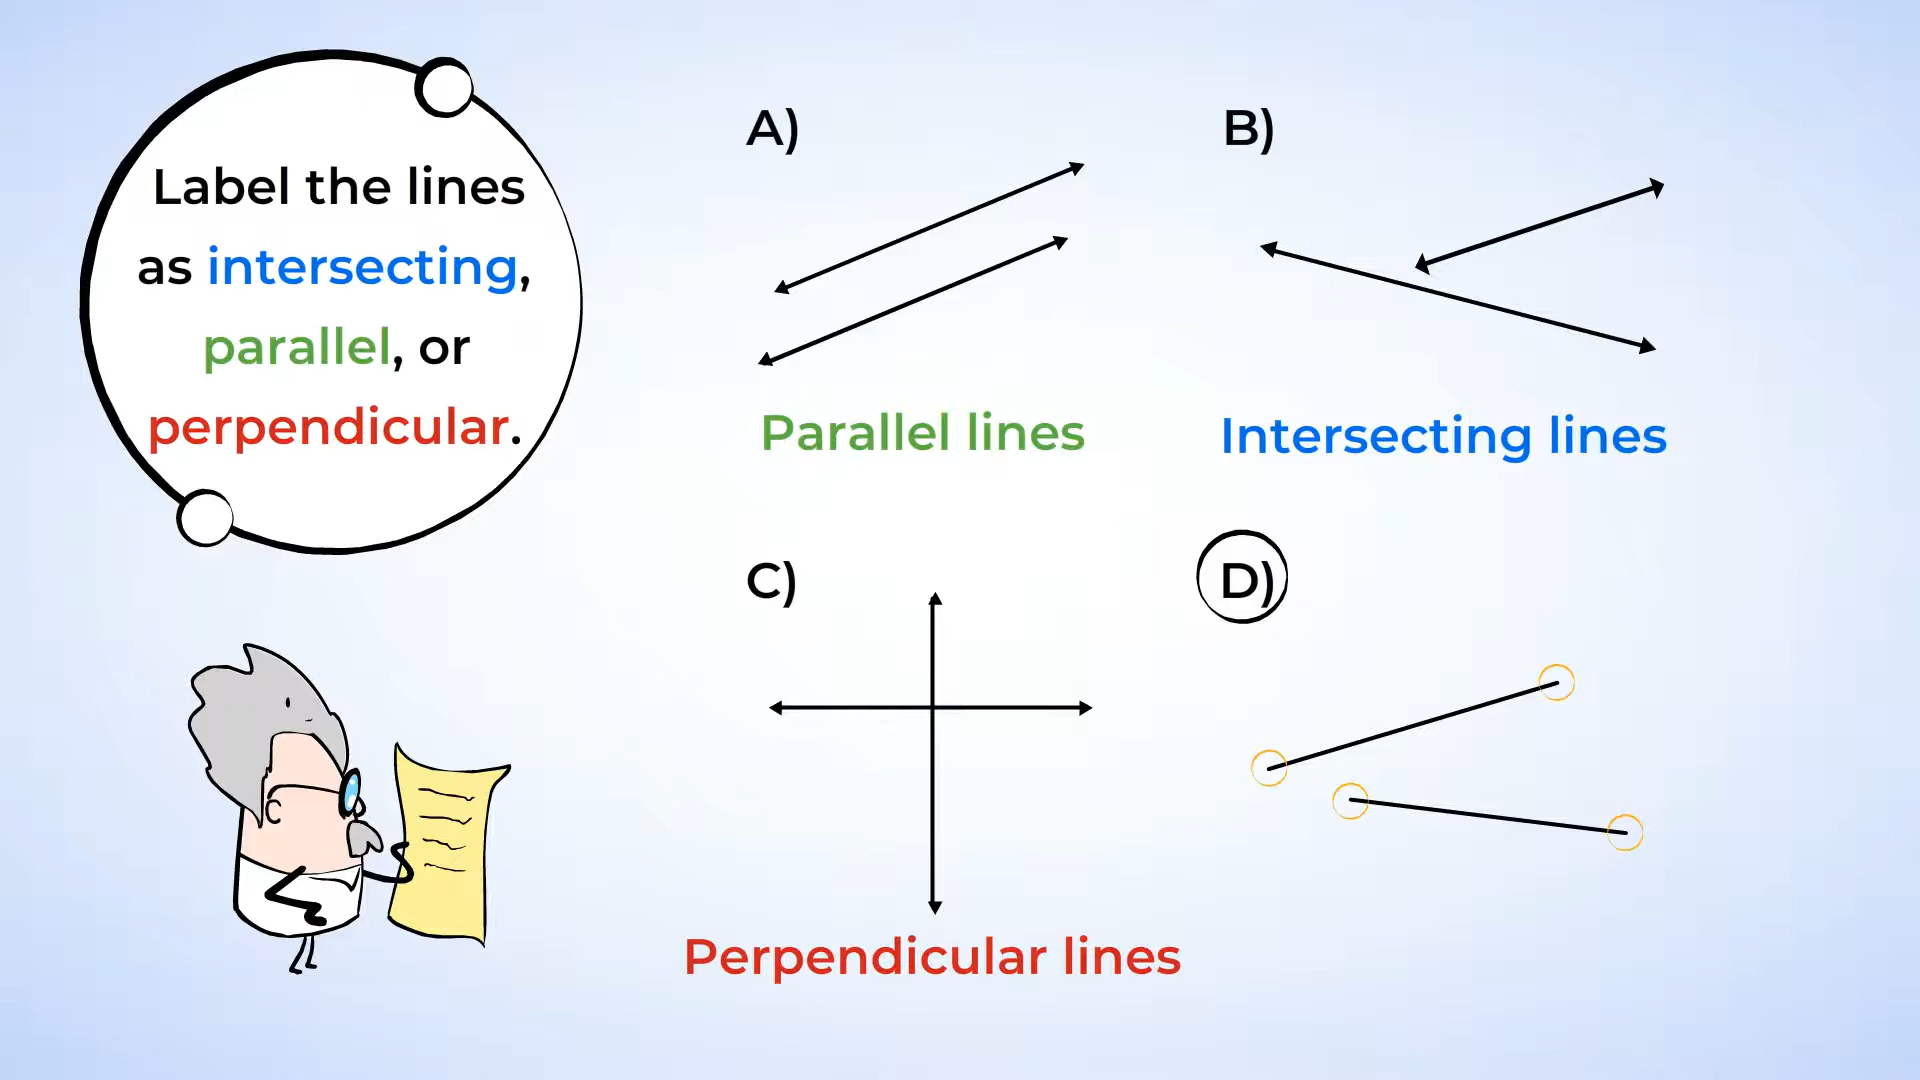 Label the lines
as intersecting,
parallel, or
perpendicular.
A)
B)
Parallel lines
Intersecting lines
C)
D)
Perpendicular lines